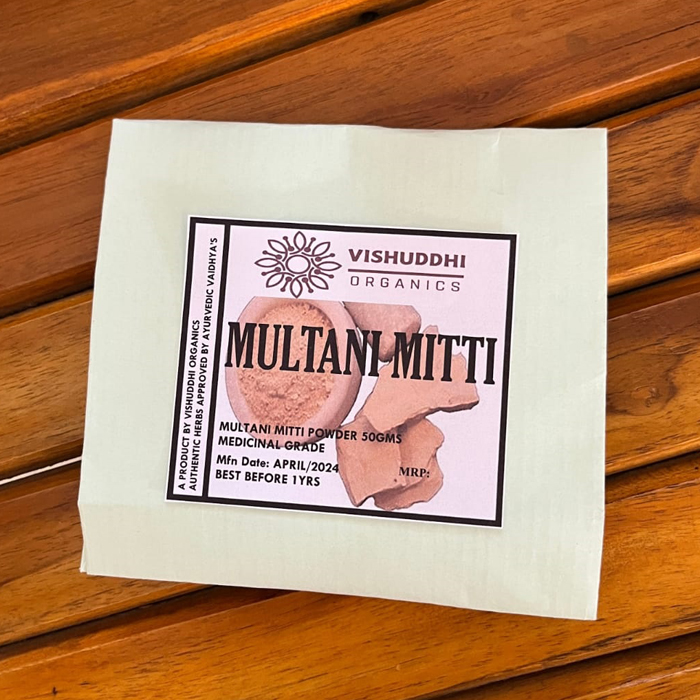 VISHUDDHI
ORGANICS
MULTANI MITTI
MULTANI MITTI POWDER 50GMS
MEDICINAL GRADE
Mfn Date: APRIL/2024
MRP:
BEST BEFORE 1YRS
A PRODUCT BY VISHUDDHI ORGANICS
AUTHENTIC HERBS APPROVED BY AYURVEDIC VAIDHYA'S